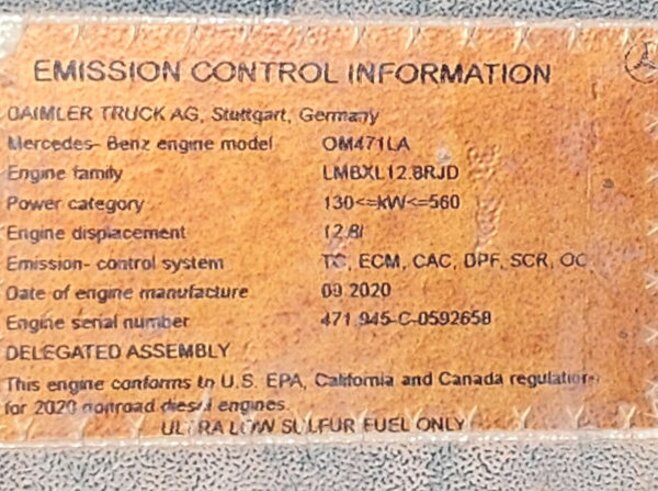 EMISSION CONTROL INFORMATION
DAIMLER TRUCK AG, Stuttgart, Germany
Mercedes- Benz engine model OM471LA
Engine family LMBXL12.8RJD
Power category 130<=kW<=560
Engine displacement 12.8l
Emission- control system TC, ECM, CAC, DPF, SCR, OC
Date of engine manufacture 09.2020
Engine serial number 471.945-C-0592658
DELEGATED ASSEMBLY
This engine conforms to U.S. EPA, California and Canada regulations
for 2020 nonroad diesel engines.
ULTRA LOW SULFUR FUEL ONLY